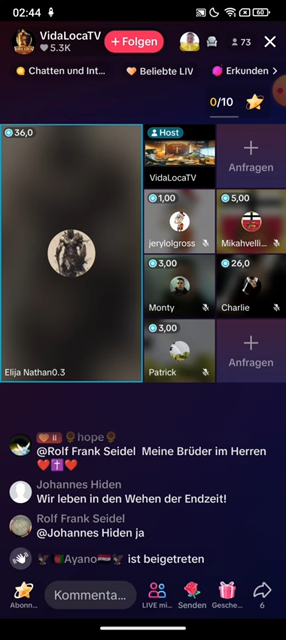 02:44
60
VidaLocaTV
5.3K
+ Folgen
73
Chatten und Int...
Beliebte LIV
Erkunden
0/10
36,0
Host
VidaLocaTV
Anfragen
1,00
jerylolgross
5,00
Mikahvelli...
3,00
Monty
26,0
Charlie
3,00
Patrick
Anfragen
Elija Nathan0.3
II hope
@Rolf Frank Seidel Meine Brüder im Herren
❤️✝️❤️
Johannes Hiden
Wir leben in den Wehen der Endzeit!
Rolf Frank Seidel
@Johannes Hiden ja
Ayano ist beigetreten
Kommenta...
Abonn...
LIVE mi...
Senden
Gesche...
6